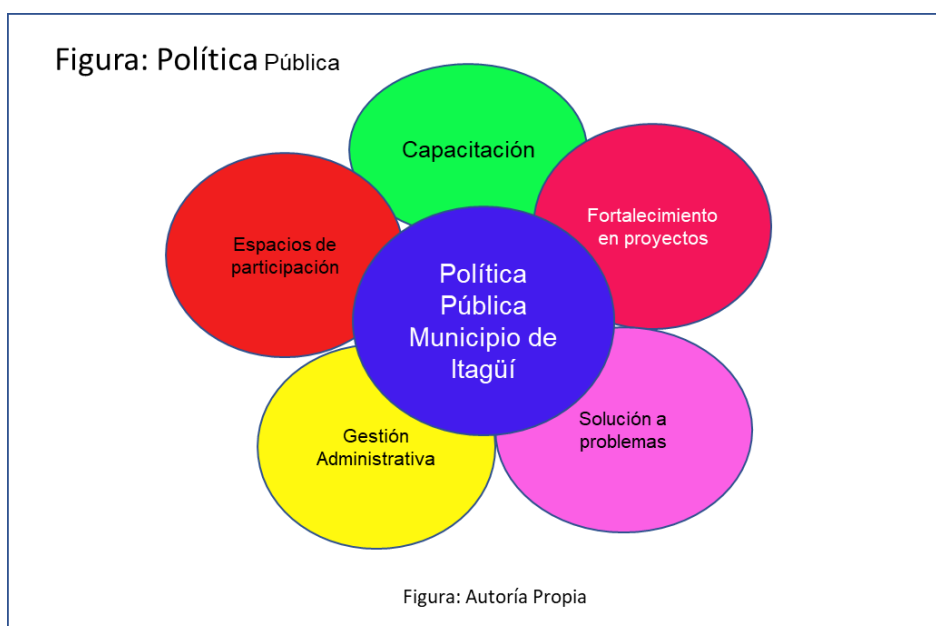 Figura: Política Pública
Capacitación
Fortalecimiento
en proyectos
Espacios de
participación
Política
Pública
Municipio de
Itagüí
Solución a
problemas
Gestión
Administrativa
Figura: Autoría Propia